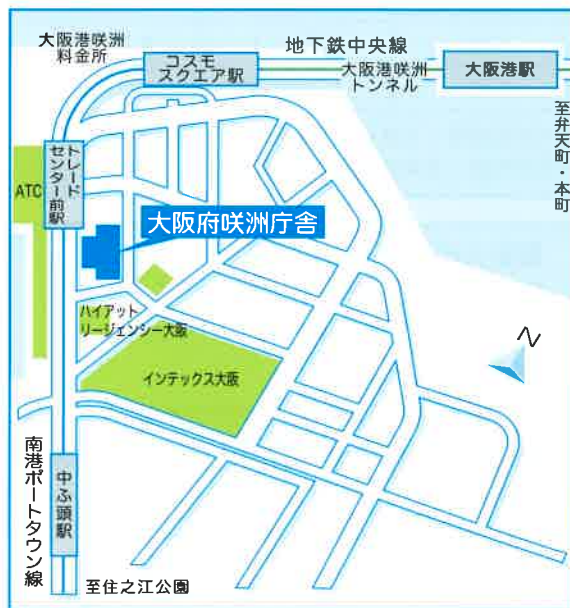 大阪港咲洲
料金所
コスモ
スクエア駅
地下鉄中央線
大阪港咲洲
トンネル
大阪港駅
至弁天町・本町
トレード
センター前駅
ATC
大阪府咲洲庁舎
ハイアット
リージェンシー大阪
インテックス大阪
N
南港ポートタウン線
中ふ頭駅
至住之江公園